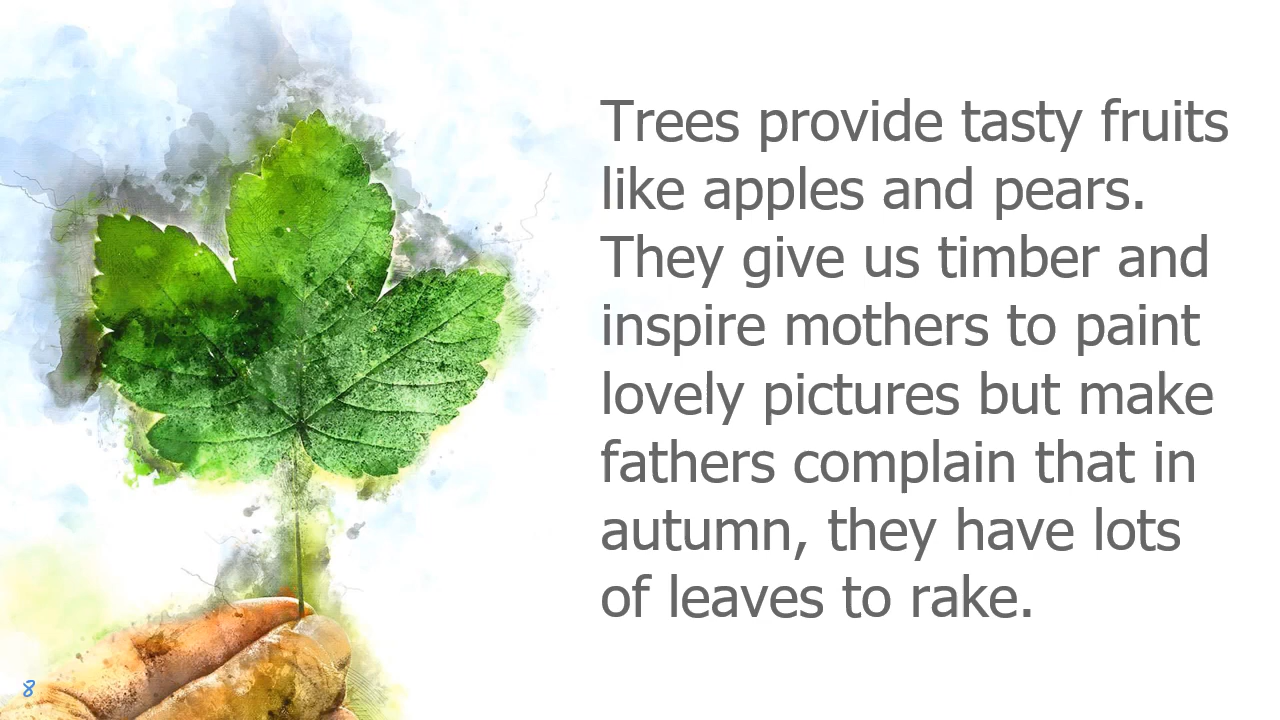 Trees provide tasty fruits
like apples and pears.
They give us timber and
inspire mothers to paint
lovely pictures but make
fathers complain that in
autumn, they have lots
of leaves to rake.
8